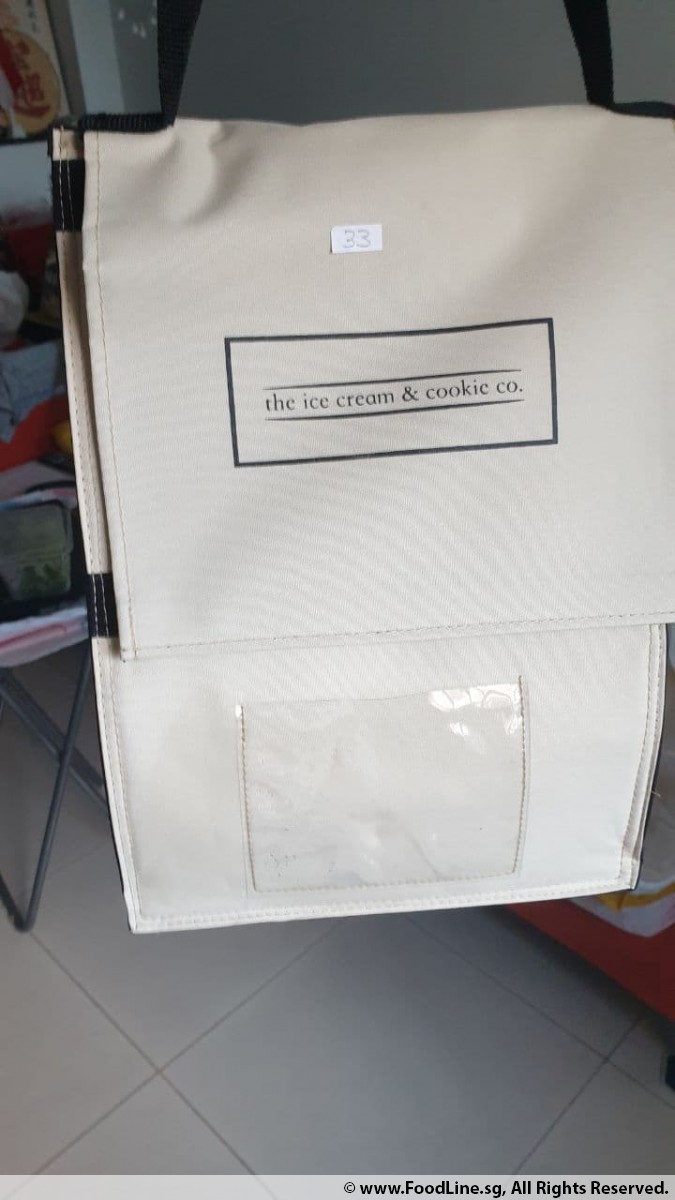 33
the ice cream & cookie co.
© www.FoodLine.sg, All Rights Reserved.